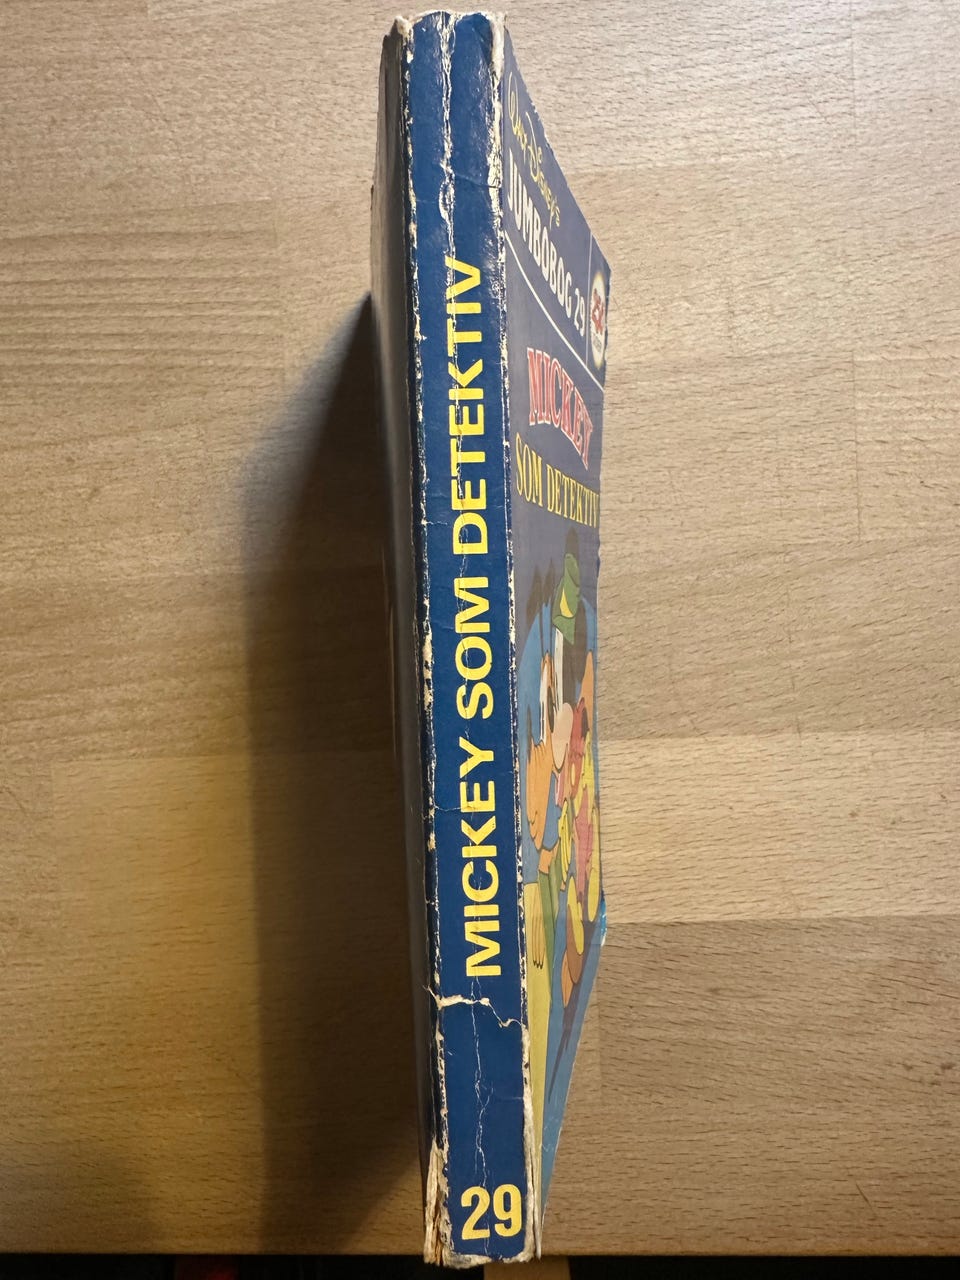 MICKEY SOM DETEKTIV
29
WALT DISNEY'S
JUMBOBOG 29
MICKEY
SOM DETEKTIV